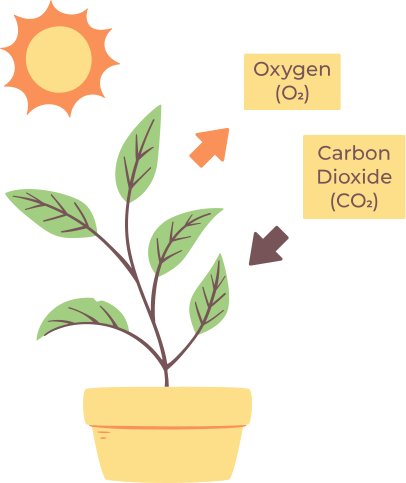 Oxygen
(O₂)
Carbon
Dioxide
(CO₂)